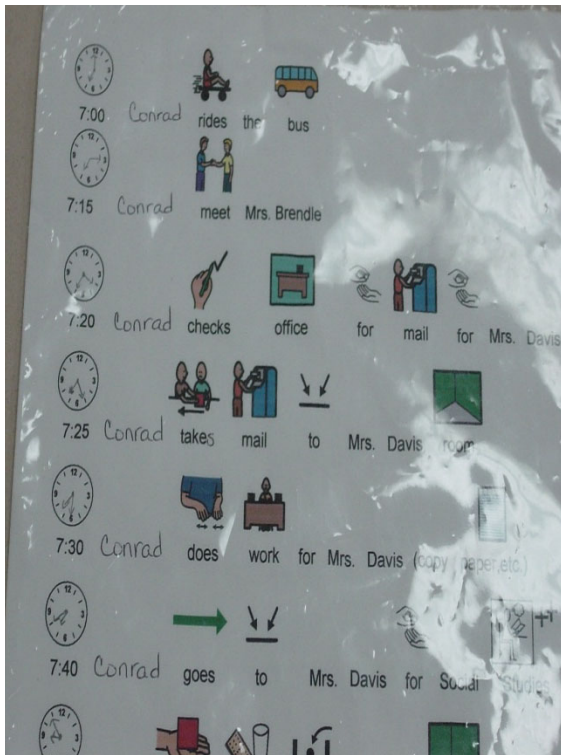 7:00 Conrad rides the bus
7:15 Conrad meet Mrs. Brendle
7:20 Conrad checks office for mail for Mrs. Davis
7:25 Conrad takes mail to Mrs. Davis room
7:30 Conrad does work for Mrs. Davis (copy paper,etc.)
7:40 Conrad goes to Mrs. Davis for Social Studies